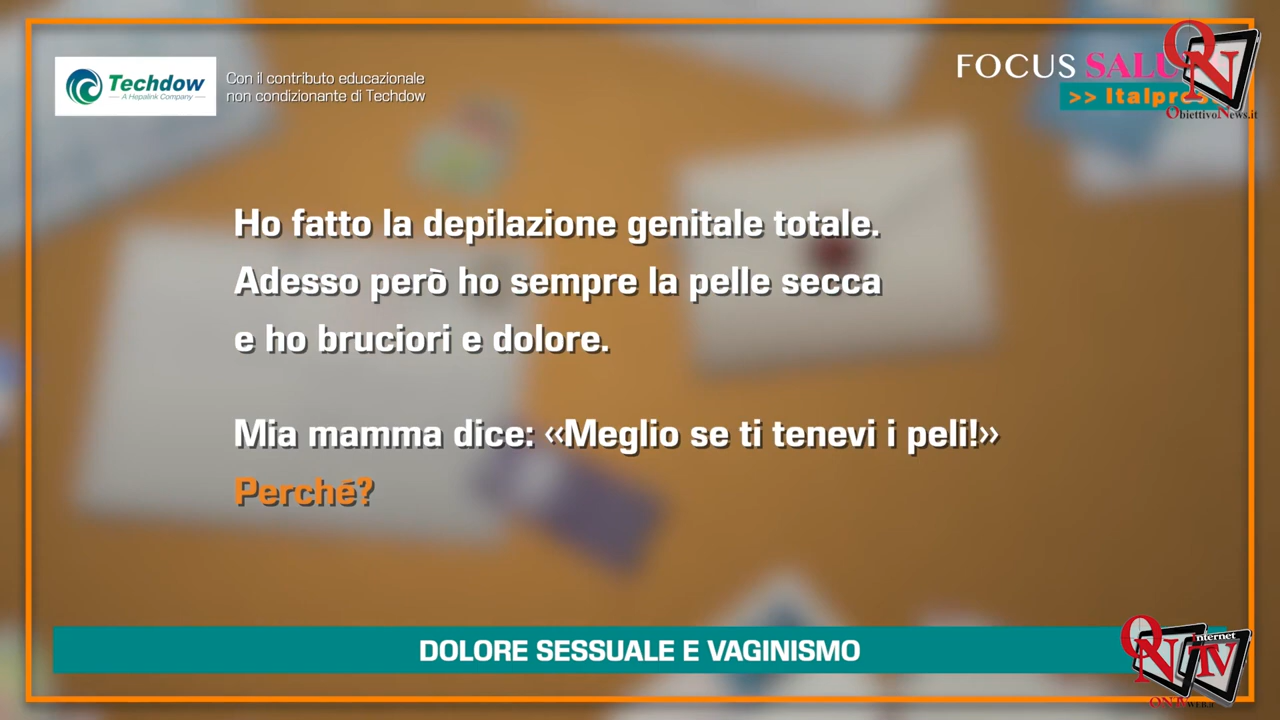 Techdow
A Hepalink Company
Con il contributo educazionale
non condizionante di Techdow
FOCUS
>>
ObiettivoNews.it
Ho fatto la depilazione genitale totale.
Adesso però ho sempre la pelle secca
e ho bruciori e dolore.
Mia mamma dice: «Meglio se ti tenevi i peli!»
Perché?
DOLORE SESSUALE E VAGINISMO
Internet
ON TV